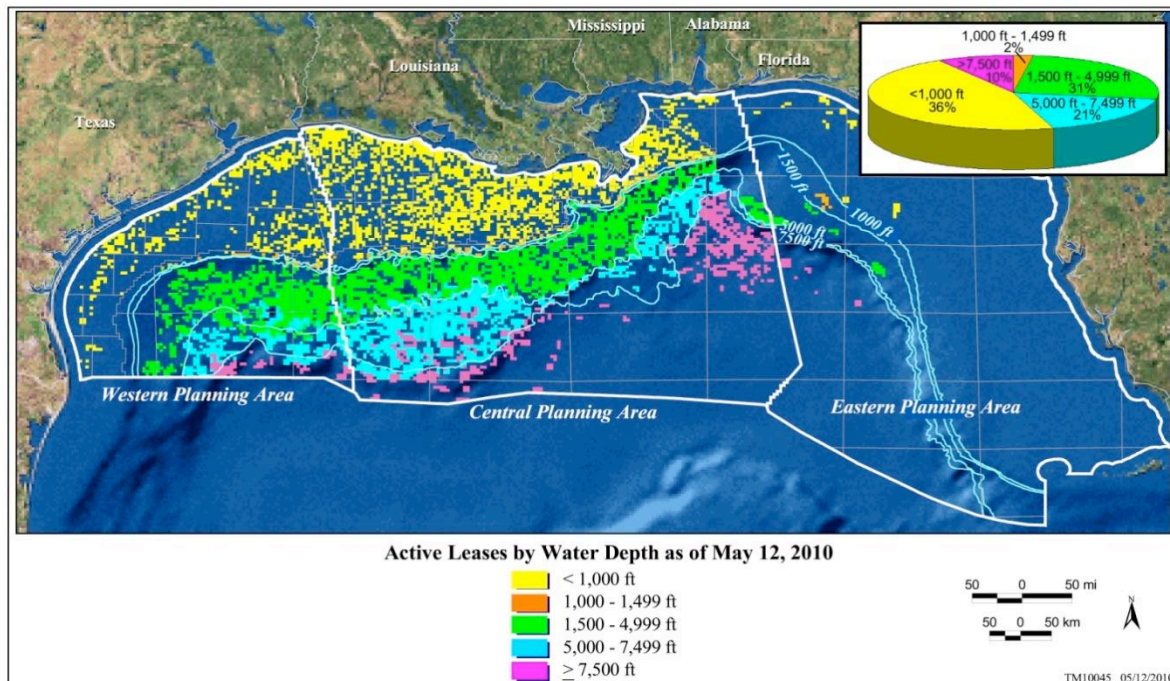 Mississippi
Alabama
Louisiana
Florida
Texas
1,000 ft - 1,499 ft
2%
>7,500 ft
10%
1,500 ft - 4,999 ft
31%
<1,000 ft
36%
5,000 ft - 7,499 ft
21%
1500 ft
1000 ft
5000 ft
7500 ft
Western Planning Area
Central Planning Area
Eastern Planning Area
Active Leases by Water Depth as of May 12, 2010
< 1,000 ft
1,000 - 1,499 ft
1,500 - 4,999 ft
5,000 - 7,499 ft
≥ 7,500 ft
50 0 50 mi
50 0 50 km
N
TM10045 05/12/2010